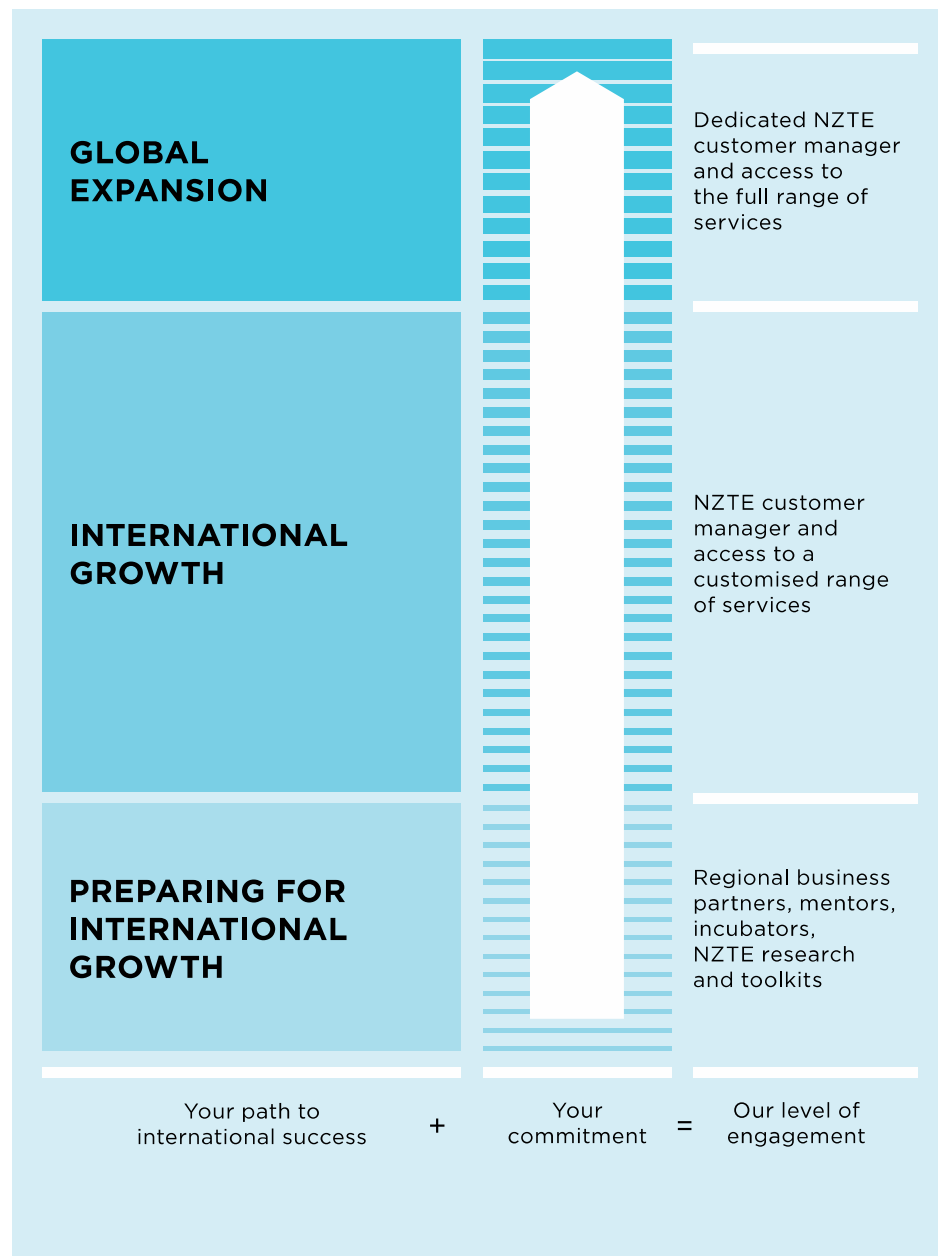 GLOBAL
EXPANSION
Dedicated NZTE
customer manager
and access to
the full range of
services
INTERNATIONAL
GROWTH
NZTE customer
manager and
access to a
customised range
of services
PREPARING FOR
INTERNATIONAL
GROWTH
Regional business
partners, mentors,
incubators,
NZTE research
and toolkits
Your path to
international success
+
Your
commitment
=
Our level of
engagement